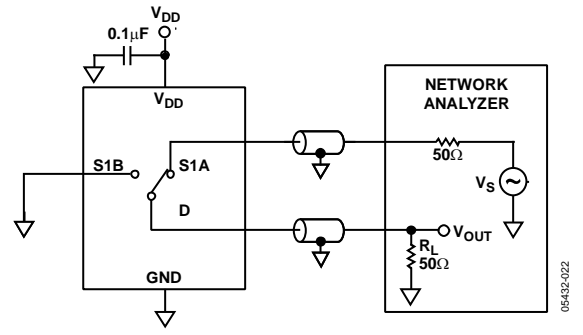 VDD
0.1µF
VDD
NETWORK
ANALYZER
S1B
S1A
50Ω
VS
D
VOUT
RL
50Ω
GND
05432-022